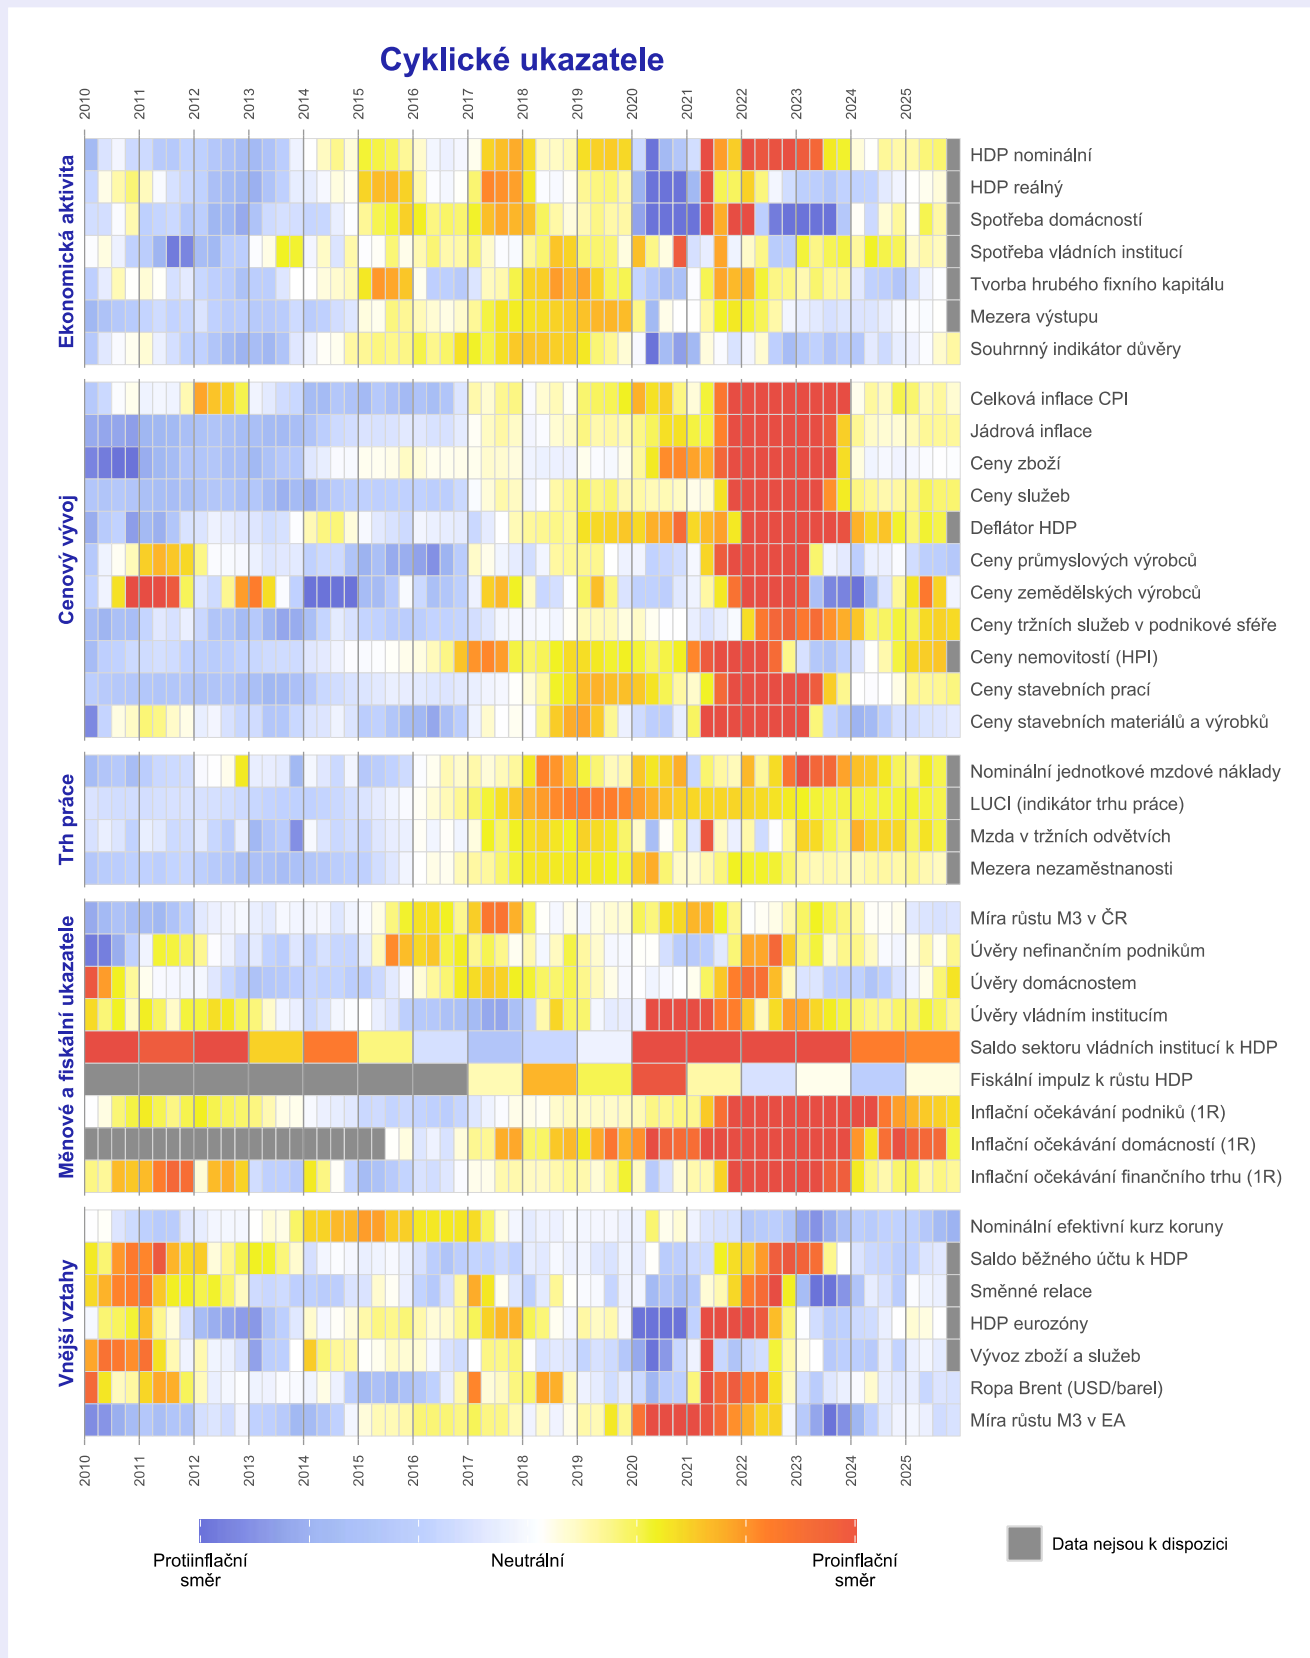 Cyklické ukazatele
2010 2011 2012 2013 2014 2015 2016 2017 2018 2019 2020 2021 2022 2023 2024 2025
Ekonomická aktivita
HDP nominální
HDP reálný
Spotřeba domácností
Spotřeba vládních institucí
Tvorba hrubého fixního kapitálu
Mezera výstupu
Souhrnný indikátor důvěry
Cenový vývoj
Celková inflace CPI
Jádrová inflace
Ceny zboží
Ceny služeb
Deflátor HDP
Ceny průmyslových výrobců
Ceny zemědělských výrobců
Ceny tržních služeb v podnikové sféře
Ceny nemovitostí (HPI)
Ceny stavebních prací
Ceny stavebních materiálů a výrobků
Trh práce
Nominální jednotkové mzdové náklady
LUCI (indikátor trhu práce)
Mzda v tržních odvětvích
Mezera nezaměstnanosti
Měnové a fiskální ukazatele
Míra růstu M3 v ČR
Úvěry nefinančním podnikům
Úvěry domácnostem
Úvěry vládním institucím
Saldo sektoru vládních institucí k HDP
Fiskální impulz k růstu HDP
Inflační očekávání podniků (1R)
Inflační očekávání domácností (1R)
Inflační očekávání finančního trhu (1R)
Vnější vztahy
Nominální efektivní kurz koruny
Saldo běžného účtu k HDP
Směnné relace
HDP eurozóny
Vývoz zboží a služeb
Ropa Brent (USD/barel)
Míra růstu M3 v EA
2010 2011 2012 2013 2014 2015 2016 2017 2018 2019 2020 2021 2022 2023 2024 2025
Protiinflační
směr
Neutrální
Proinflační
směr
Data nejsou k dispozici